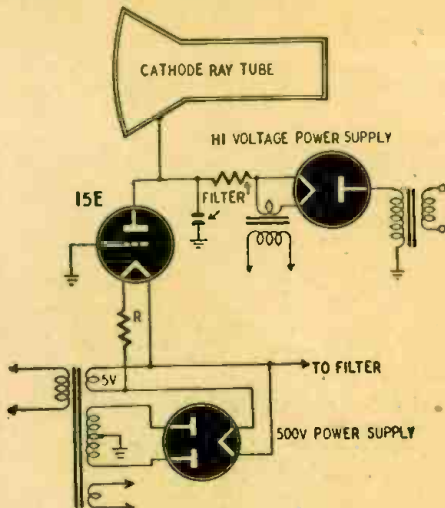 CATHODE RAY TUBE
HI VOLTAGE POWER SUPPLY
15E
FILTER
R
5V
TO FILTER
500V POWER SUPPLY